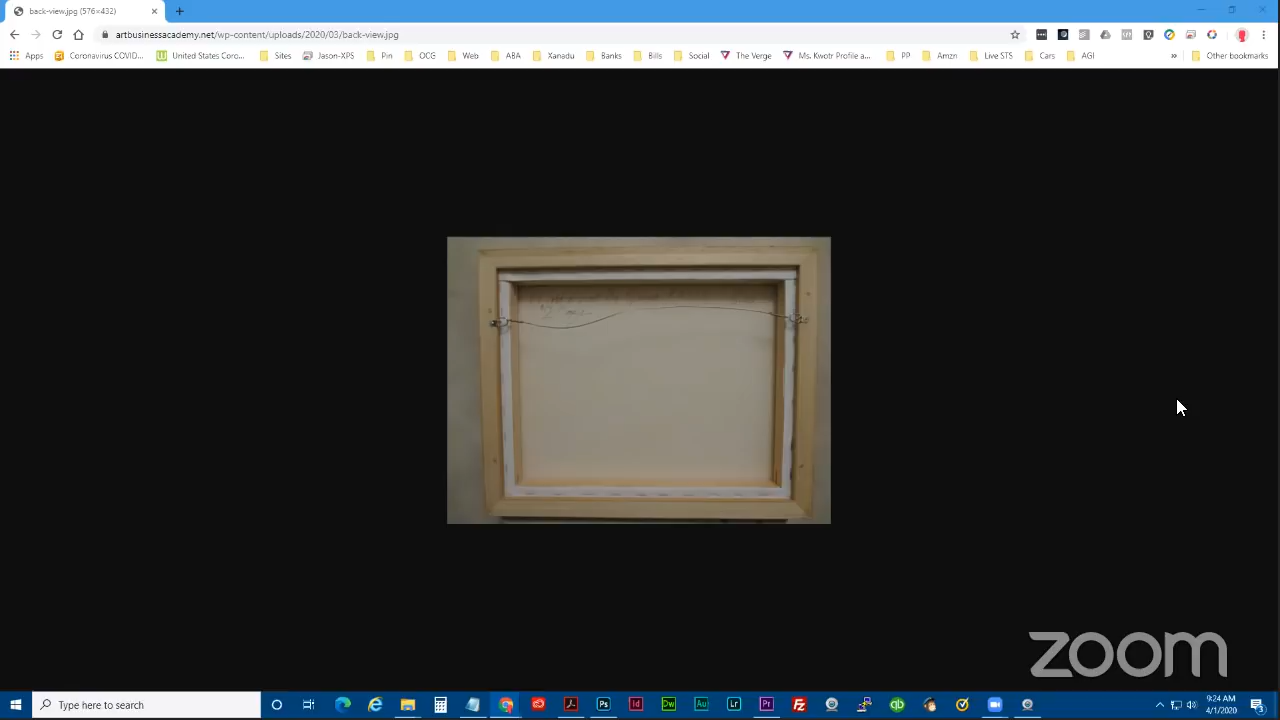 back-view.jpg (576×432)
artbusinessacademy.net/wp-content/uploads/2020/03/back-view.jpg
Apps
Coronavirus COVID...
United States Coro...
Sites
Jason-XPS
Pin
OCG
Web
ABA
Xanadu
Banks
Bills
Social
The Verge
Ms. Kwotr Profile a...
PP
Amzn
Live STS
Cars
AGI
»
Other bookmarks
zoom
Type here to search
9:24 AM
4/1/2020